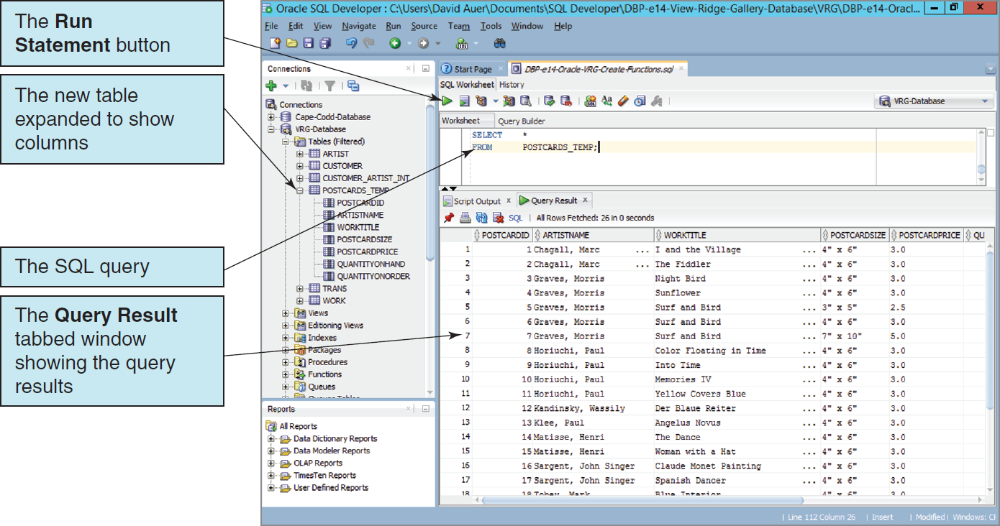 The Run
Statement button
The new table
expanded to show
columns
The SQL query
The Query Result
tabbed window
showing the query
results
Oracle SQL Developer : C:\Users\David Auer\Documents\SQL Developer\DBP-e14-View-Ridge-Gallery-Database\VRG\DBP-e14-Oracl...
File Edit View Navigate Run Source Team Tools Window Help
Connections
Connections
Cape-Codd-Database
VRG-Database
Tables (Filtered)
ARTIST
CUSTOMER
CUSTOMER_ARTIST_INT
POSTCARDS_TEMP
POSTCARDID
ARTISTNAME
WORKTITLE
POSTCARDSIZE
POSTCARDPRICE
QUANTITYONHAND
QUANTITYONORDER
TRANS
WORK
Views
Editioning Views
Indexes
Packages
Procedures
Functions
Queues
Queues Tables
Reports
All Reports
Data Dictionary Reports
Data Modeler Reports
OLAP Reports
TimesTen Reports
User Defined Reports
Start Page DBP-e14-Oracle-VRG-Create-Functions.sql
SQL Worksheet History
VRG-Database
Worksheet Query Builder
SELECT *
FROM POSTCARDS_TEMP;
Script Output x Query Result x
SQL | All Rows Fetched: 26 in 0 seconds
POSTCARDID ARTISTNAME WORKTITLE POSTCARDSIZE POSTCARDPRICE QU
1 1 Chagall, Marc ... I and the Village ... 4" x 6" 3.0
2 2 Chagall, Marc ... The Fiddler ... 4" x 6" 3.0
3 3 Graves, Morris Night Bird ... 4" x 6" 3.0
4 4 Graves, Morris Sunflower ... 4" x 6" 3.0
5 5 Graves, Morris Surf and Bird ... 3" x 5" 2.5
6 6 Graves, Morris Surf and Bird ... 4" x 6" 3.0
7 7 Graves, Morris Surf and Bird ... 7" x 10" 5.0
8 8 Horiuchi, Paul Color Floating in Time ... 4" x 6" 3.0
9 9 Horiuchi, Paul Into Time ... 4" x 6" 3.0
10 10 Horiuchi, Paul Memories IV ... 4" x 6" 3.0
11 11 Horiuchi, Paul Yellow Covers Blue ... 4" x 6" 3.0
12 12 Kandinsky, Wassily Der Blaue Reiter ... 4" x 6" 3.0
13 13 Klee, Paul Angelus Novus ... 4" x 6" 3.0
14 14 Matisse, Henri The Dance ... 4" x 6" 3.0
15 15 Matisse, Henri Woman with a Hat ... 4" x 6" 3.0
16 16 Sargent, John Singer Claude Monet Painting ... 4" x 6" 3.0
17 17 Sargent, John Singer Spanish Dancer ... 4" x 6" 3.0
18 18 Tobey, Mark Blue Interior ... 4" x 6" 3.0
| Line 112 Column 26 | Insert | Modified | Windows: CF